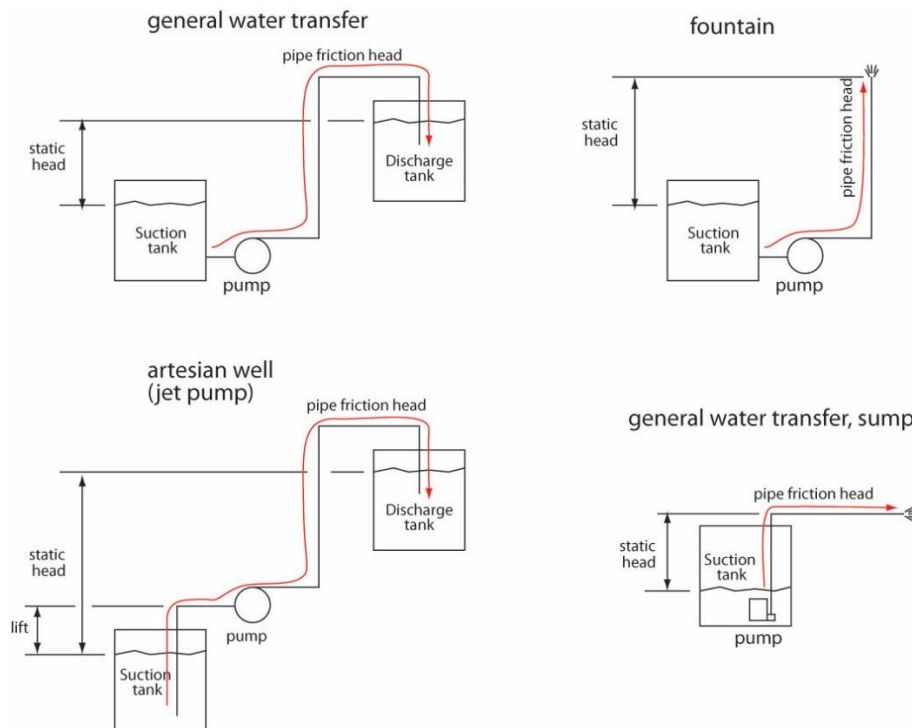 general water transfer
pipe friction head
static
head
Suction
tank
pump
Discharge
tank
fountain
static
head
pipe friction head
Suction
tank
pump
artesian well
(jet pump)
pipe friction head
static
head
lift
Suction
tank
pump
Discharge
tank
general water transfer, sump
pipe friction head
static
head
Suction
tank
pump